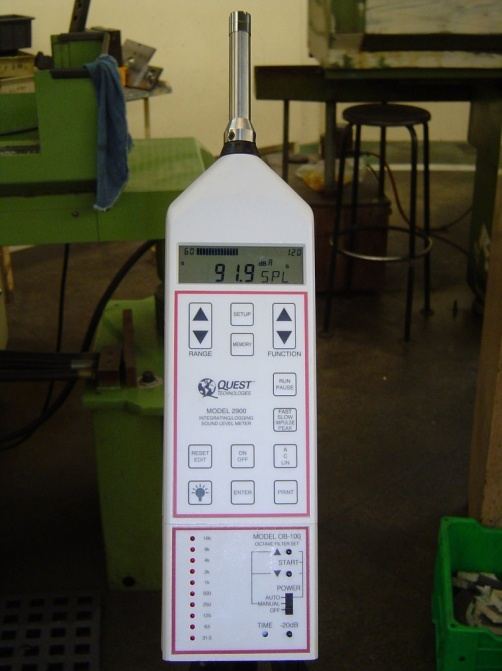 60 120
dB A
91.9 SPL
SETUP
MEMORY
RANGE FUNCTION
QUEST™
TECHNOLOGIES
RUN
PAUSE
MODEL 2900
INTEGRATING/LOGGING
SOUND LEVEL METER
FAST
SLOW
IMPULSE
PEAK
RESET
EDIT
ON
OFF
A
C
LIN
ENTER
PRINT
MODEL OB-100
OCTAVE FILTER SET
START
POWER
AUTO
MANUAL
OFF
TIME -20dB
16k
8k
4k
2k
1k
500
250
125
63
31.5